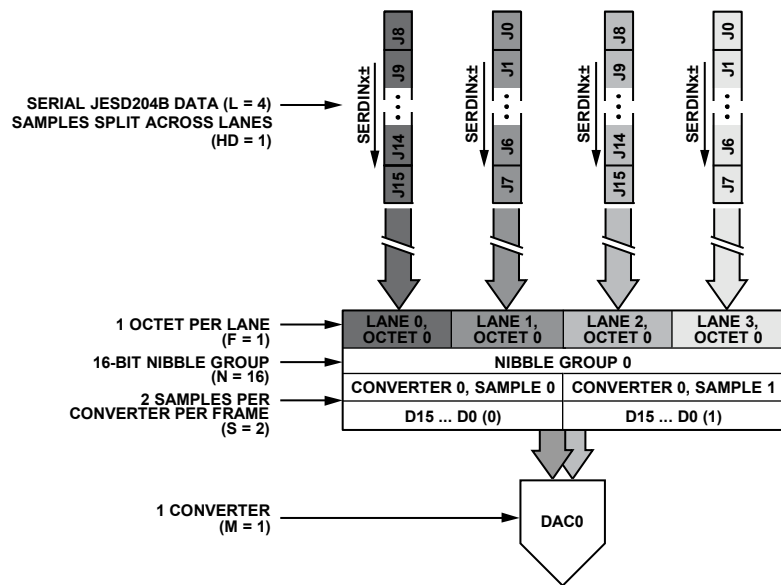 J8
J9
J14
J15
SERDINx±
J0
J1
J6
J7
SERDINx±
J8
J9
J14
J15
SERDINx±
J0
J1
J6
J7
SERDINx±
SERIAL JESD204B DATA (L = 4)
SAMPLES SPLIT ACROSS LANES
(HD = 1)
1 OCTET PER LANE
(F = 1)
LANE 0,
OCTET 0
LANE 1,
OCTET 0
LANE 2,
OCTET 0
LANE 3,
OCTET 0
16-BIT NIBBLE GROUP
(N = 16)
NIBBLE GROUP 0
2 SAMPLES PER
CONVERTER PER FRAME
(S = 2)
CONVERTER 0, SAMPLE 0
CONVERTER 0, SAMPLE 1
D15 ... D0 (0)
D15 ... D0 (1)
1 CONVERTER
(M = 1)
DAC0